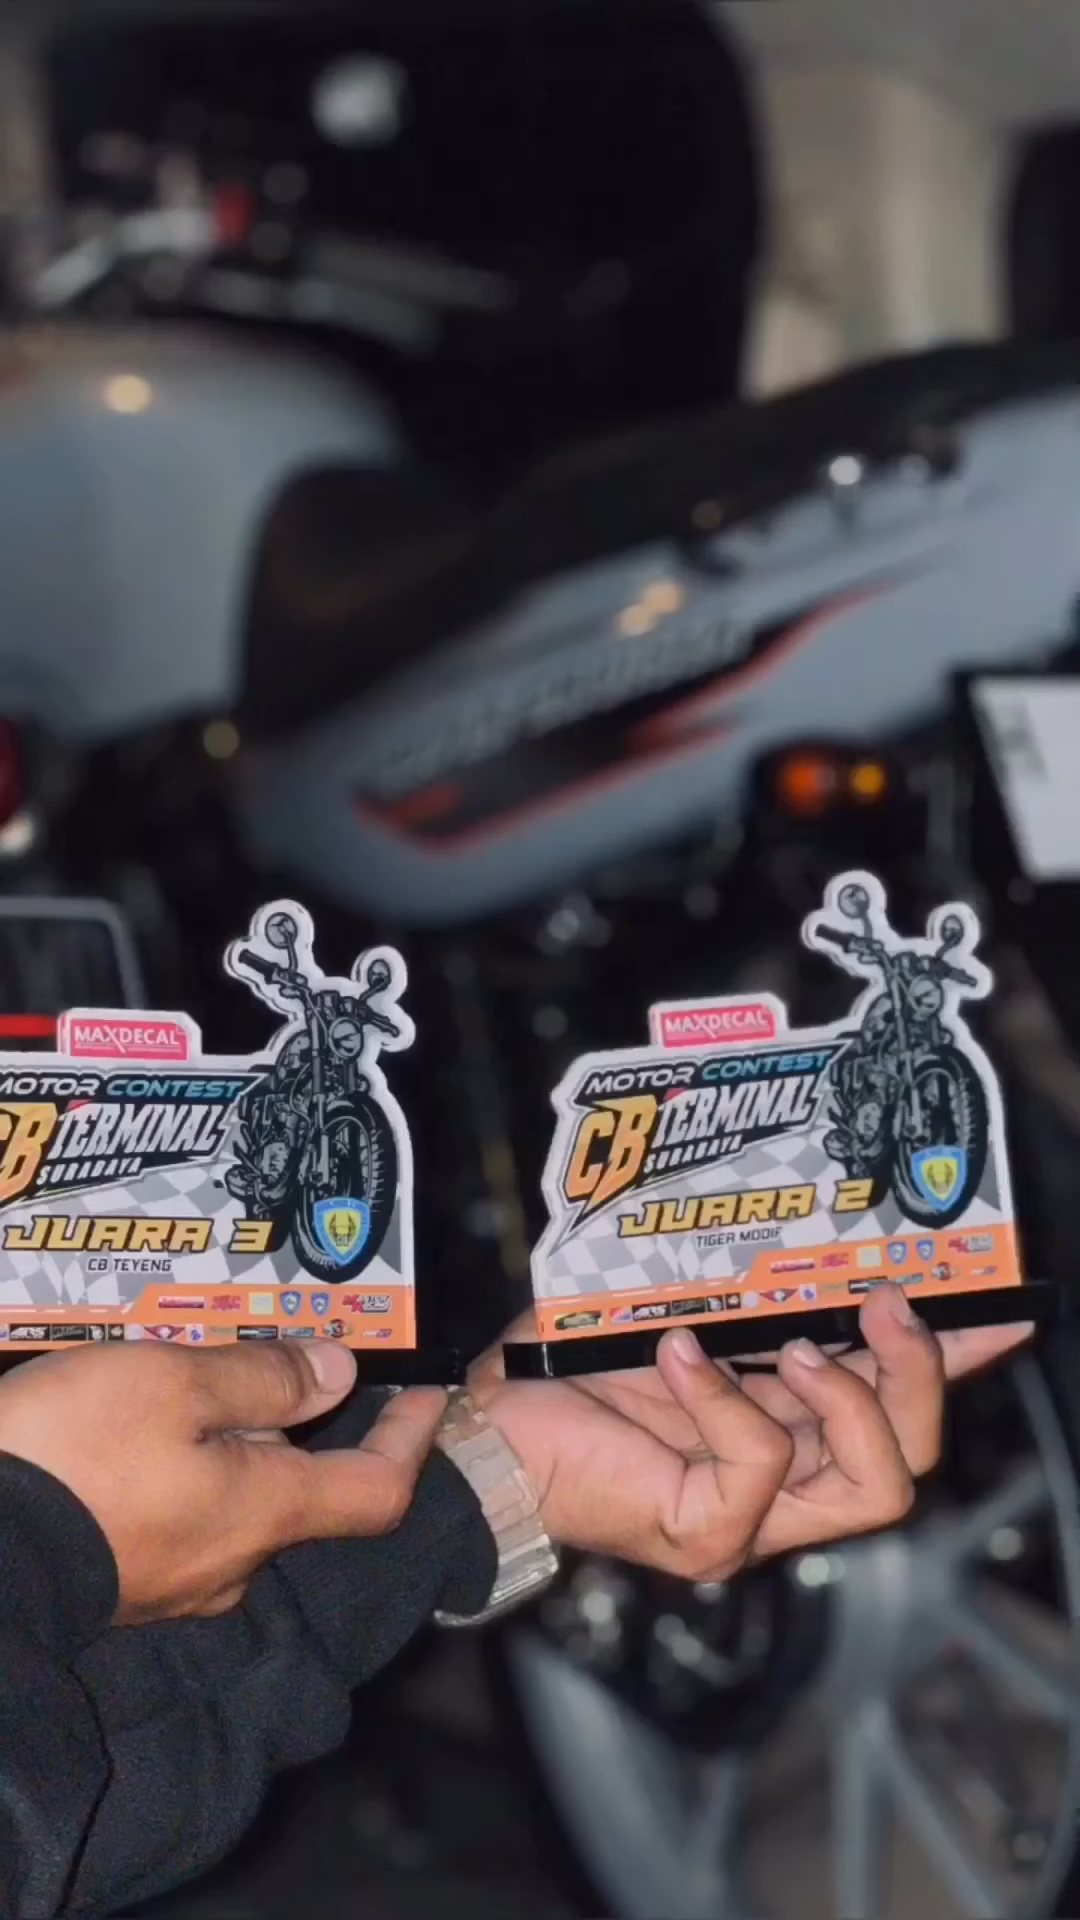 MAXDECAL
MOTOR CONTEST
CB TERMINAL
SURABAYA
JUARA 3
CB TEYENG
MAXDECAL
MOTOR CONTEST
CB TERMINAL
SURABAYA
JUARA 2
TIGER MODIF